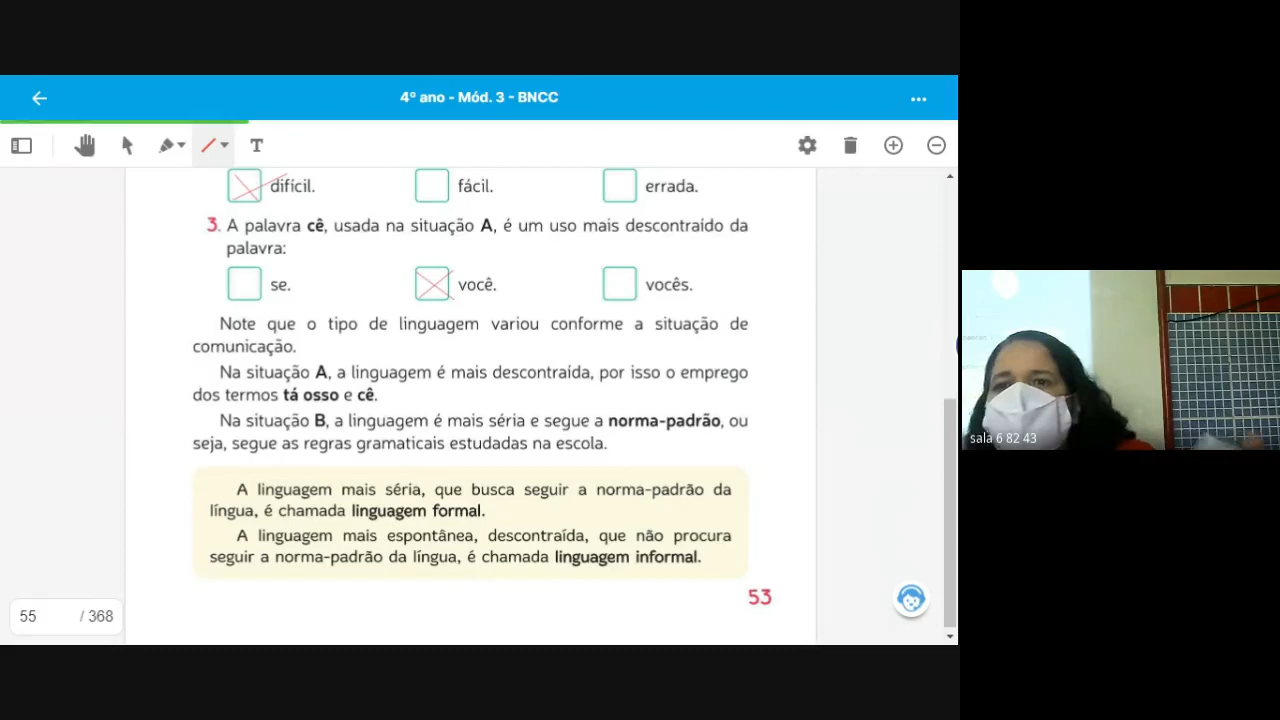 4º ano - Mód. 3 - BNCC
T
difícil. fácil. errada.
3. A palavra cê, usada na situação A, é um uso mais descontraído da
palavra:
se. você. vocês.
Note que o tipo de linguagem variou conforme a situação de
comunicação.
Na situação A, a linguagem é mais descontraída, por isso o emprego
dos termos tá osso e cê.
Na situação B, a linguagem é mais séria e segue a norma-padrão, ou
seja, segue as regras gramaticais estudadas na escola.
A linguagem mais séria, que busca seguir a norma-padrão da
língua, é chamada linguagem formal.
A linguagem mais espontânea, descontraída, que não procura
seguir a norma-padrão da língua, é chamada linguagem informal.
53
55 / 368
sala 6 82 43